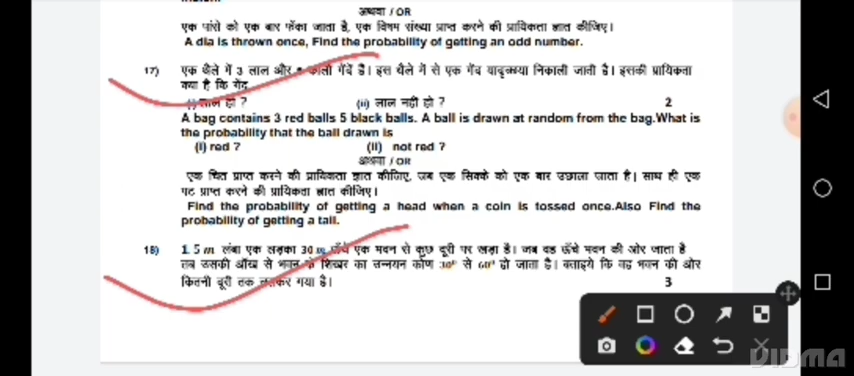 अथवा / OR
एक पांसे को एक बार फेंका जाता है, एक विषम संख्या प्राप्त करने की प्रायिकता ज्ञात कीजिए।
A dia is thrown once, Find the probability of getting an odd number.
17) एक थैले में 3 लाल और काली गेंदें हैं। इस थैले में से एक गेंद यादृच्छया निकाली जाती है। इसकी प्रायिकता
क्या है कि गेंद
(i) लाल हो ? (ii) लाल नहीं हो ? 2
A bag contains 3 red balls 5 black balls. A ball is drawn at random from the bag.What is
the probability that the ball drawn is
(i) red ? (ii) not red ?
अथवा / OR
एक चित प्राप्त करने की प्रायिकता ज्ञात कीजिए, जब एक सिक्के को एक बार उछाला जाता है। साथ ही एक
पट प्राप्त करने की प्रायिकता ज्ञात कीजिए।
Find the probability of getting a head when a coin is tossed once.Also Find the
probability of getting a tail.
18) 1.5 m लंबा एक लड़का 30 m ऊँचे एक भवन से कुछ दूरी पर खड़ा है। जब वह ऊँचे भवन की ओर जाता है
तब उसकी आँख से भवन के शिखर का उन्नयन कोण 30° से 60° हो जाता है। बताइये कि वह भवन की ओर
कितनी दूरी तक चलकर गया है। 3
VIDMA